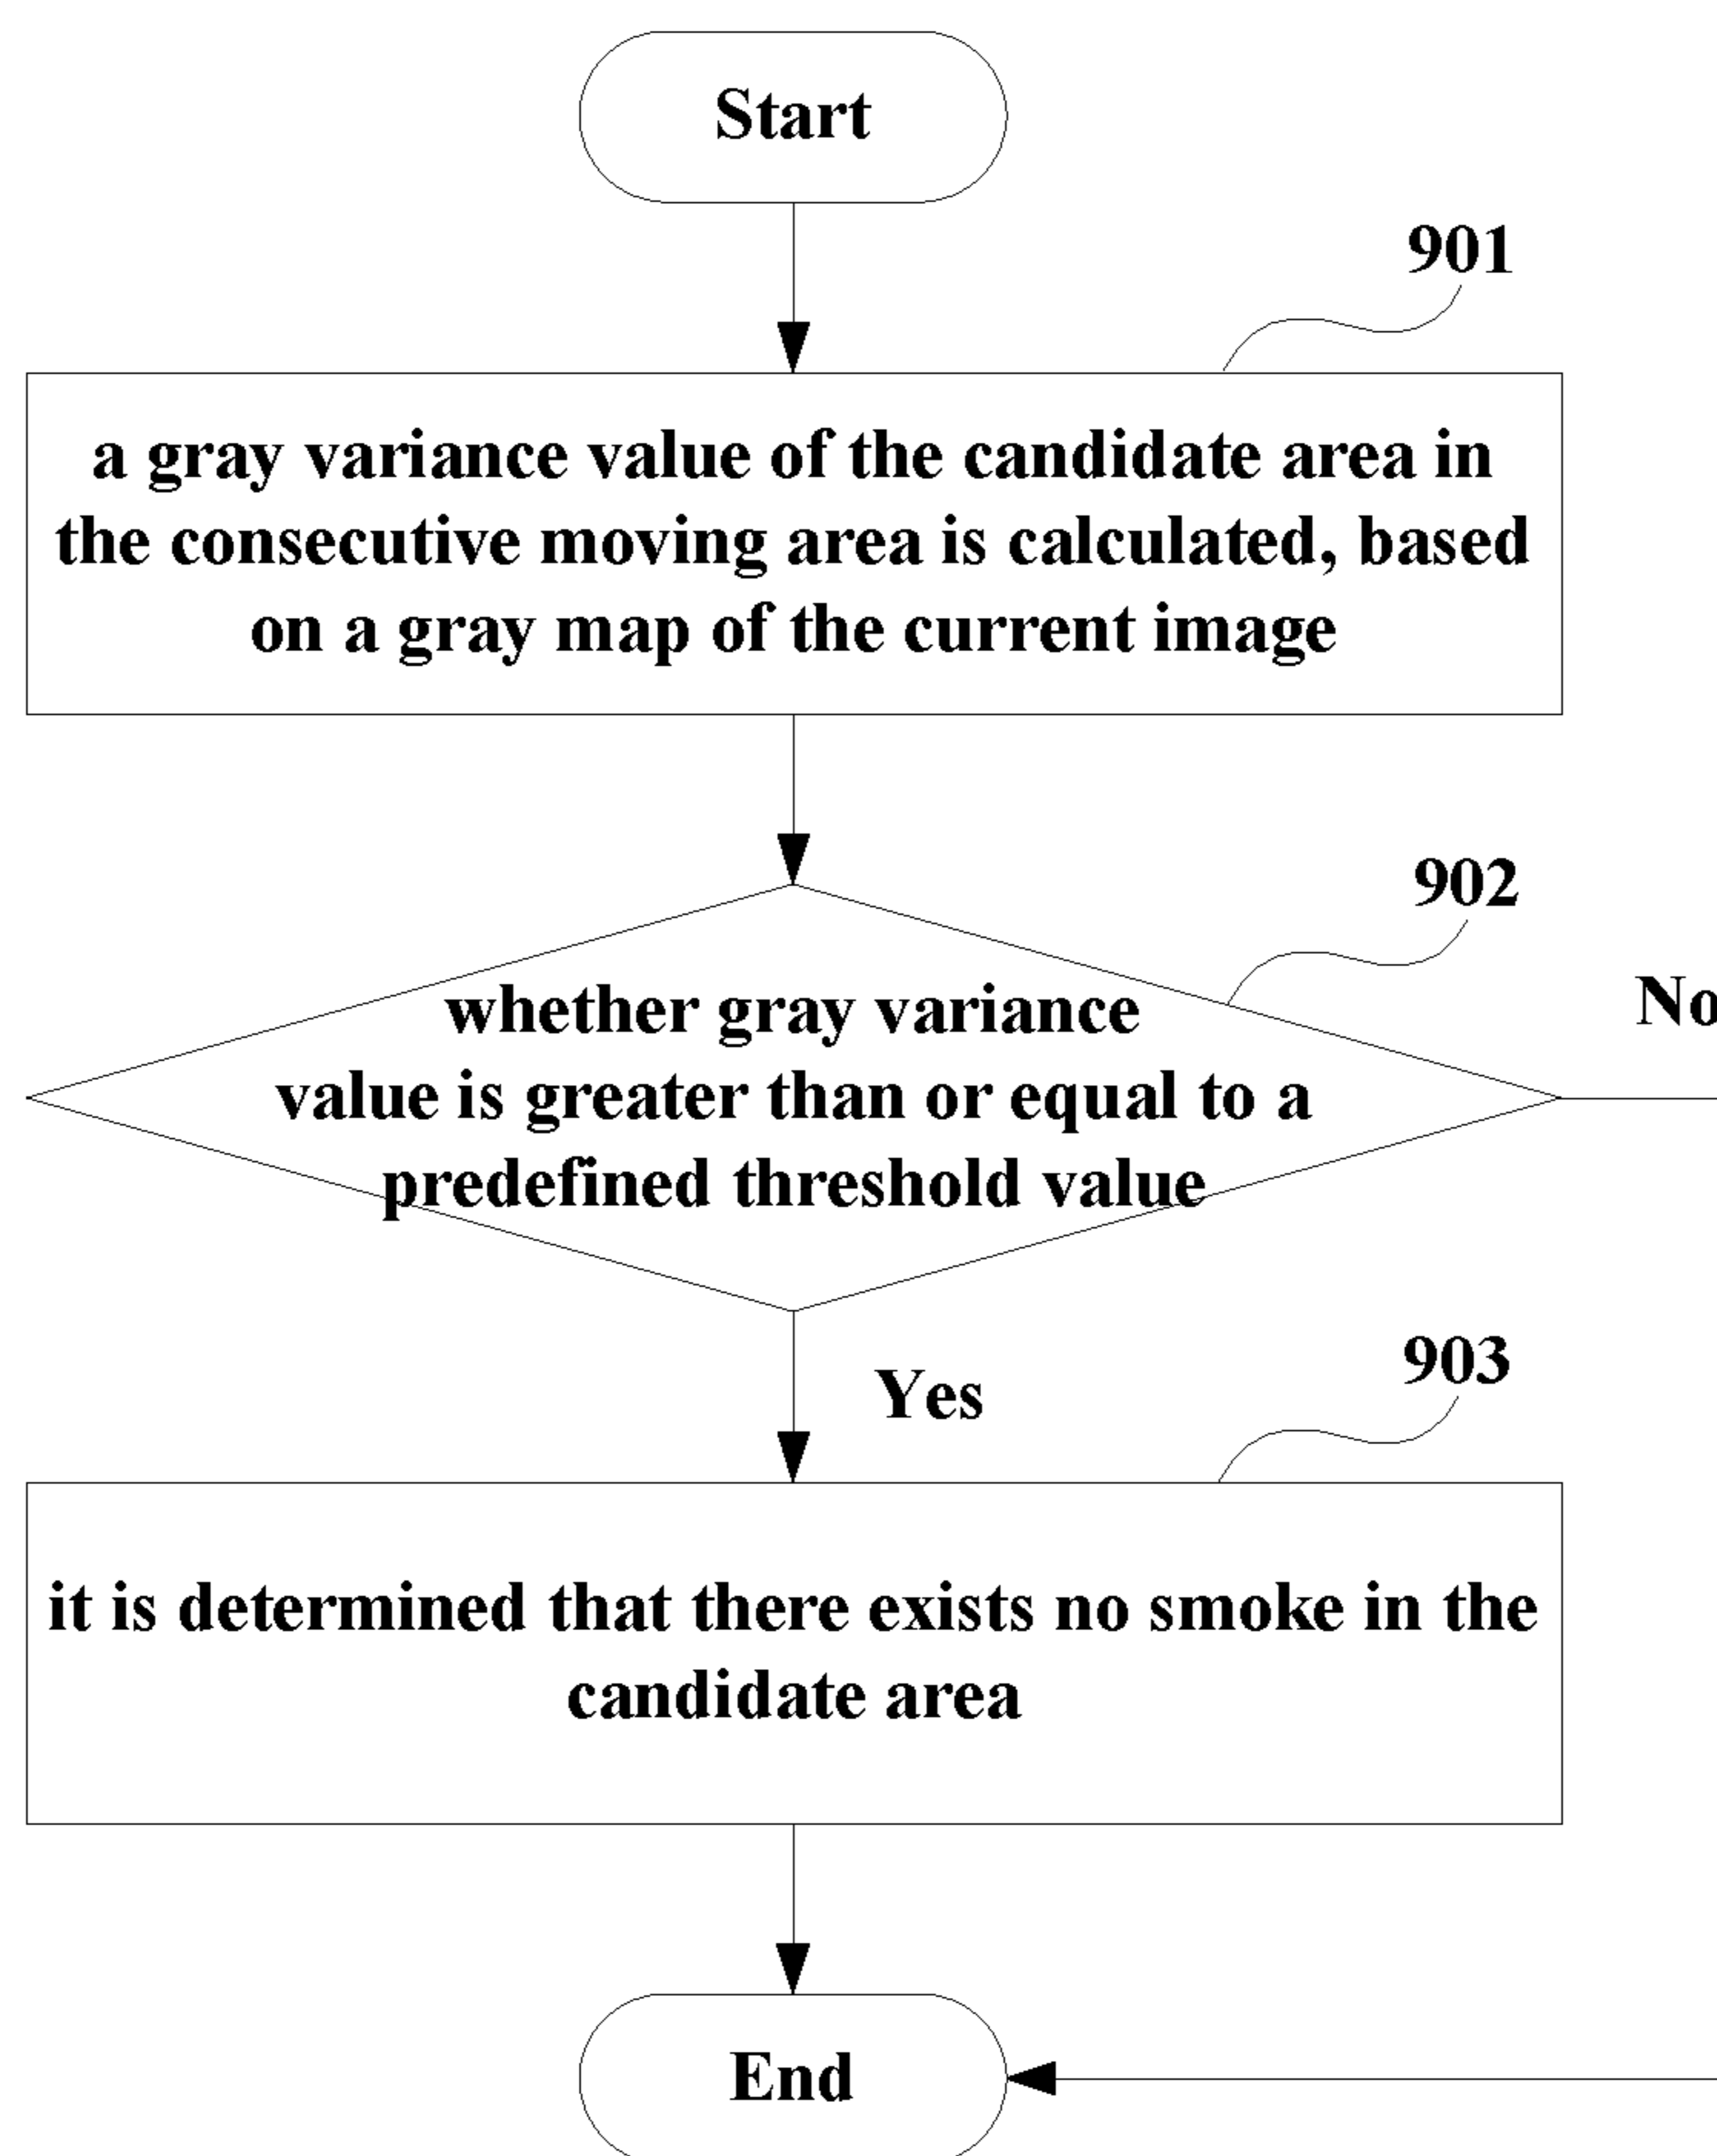 Start
901
a gray variance value of the candidate area in
the consecutive moving area is calculated, based
on a gray map of the current image
902
whether gray variance
value is greater than or equal to a
predefined threshold value
No
Yes
903
it is determined that there exists no smoke in the
candidate area
End